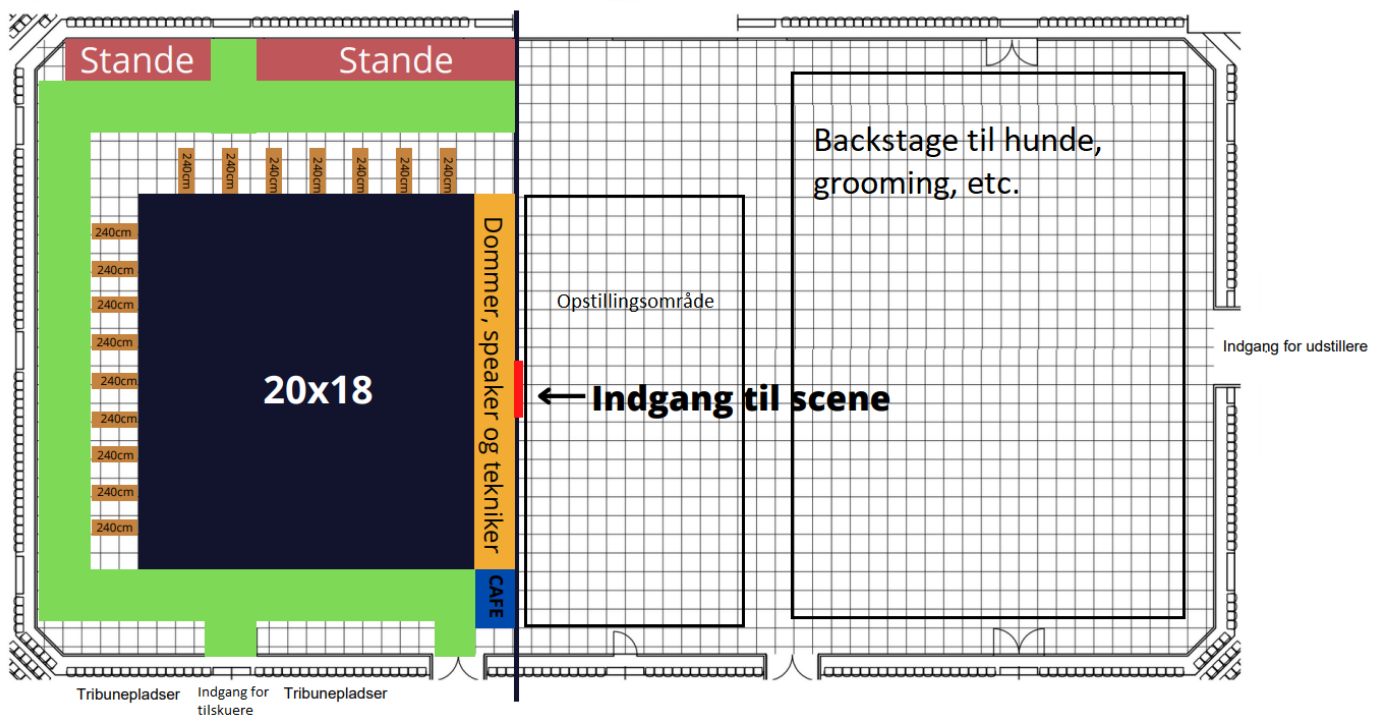 Stande
Stande
240cm
240cm
240cm
240cm
240cm
240cm
240cm
Backstage til hunde,
grooming, etc.
240cm
240cm
240cm
240cm
240cm
240cm
240cm
240cm
240cm
20x18
Dommer, speaker og tekniker
Opstillingsområde
Indgang for udstillere
Indgang til scene
CAFE
Tribunepladser
Indgang for
tilskuere
Tribunepladser